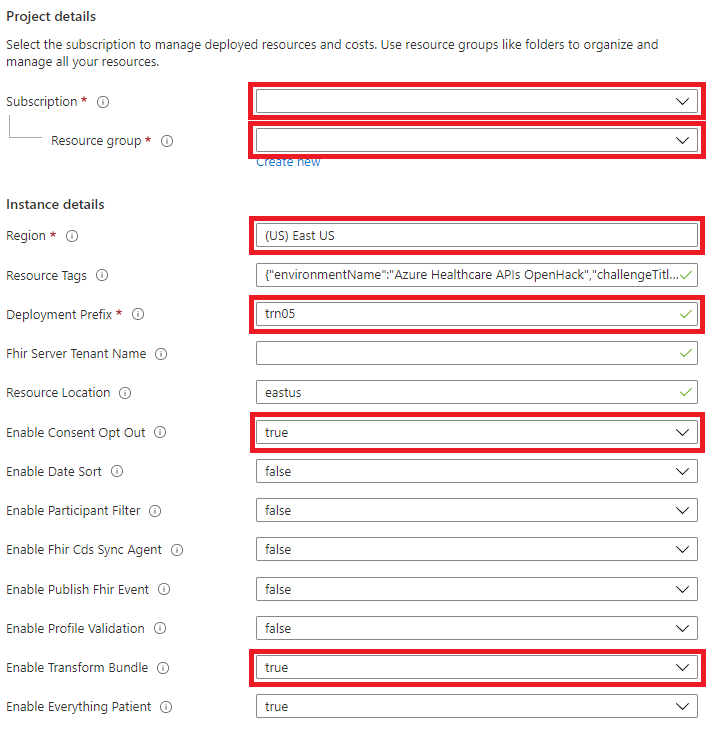 Project details
Select the subscription to manage deployed resources and costs. Use resource groups like folders to organize and
manage all your resources.
Subscription *
Resource group *
Create new
Instance details
Region * (US) East US
Resource Tags {"environmentName":"Azure Healthcare APIs OpenHack","challengeTitl...
Deployment Prefix * trn05
Fhir Server Tenant Name
Resource Location eastus
Enable Consent Opt Out true
Enable Date Sort false
Enable Participant Filter false
Enable Fhir Cds Sync Agent false
Enable Publish Fhir Event false
Enable Profile Validation false
Enable Transform Bundle true
Enable Everything Patient true